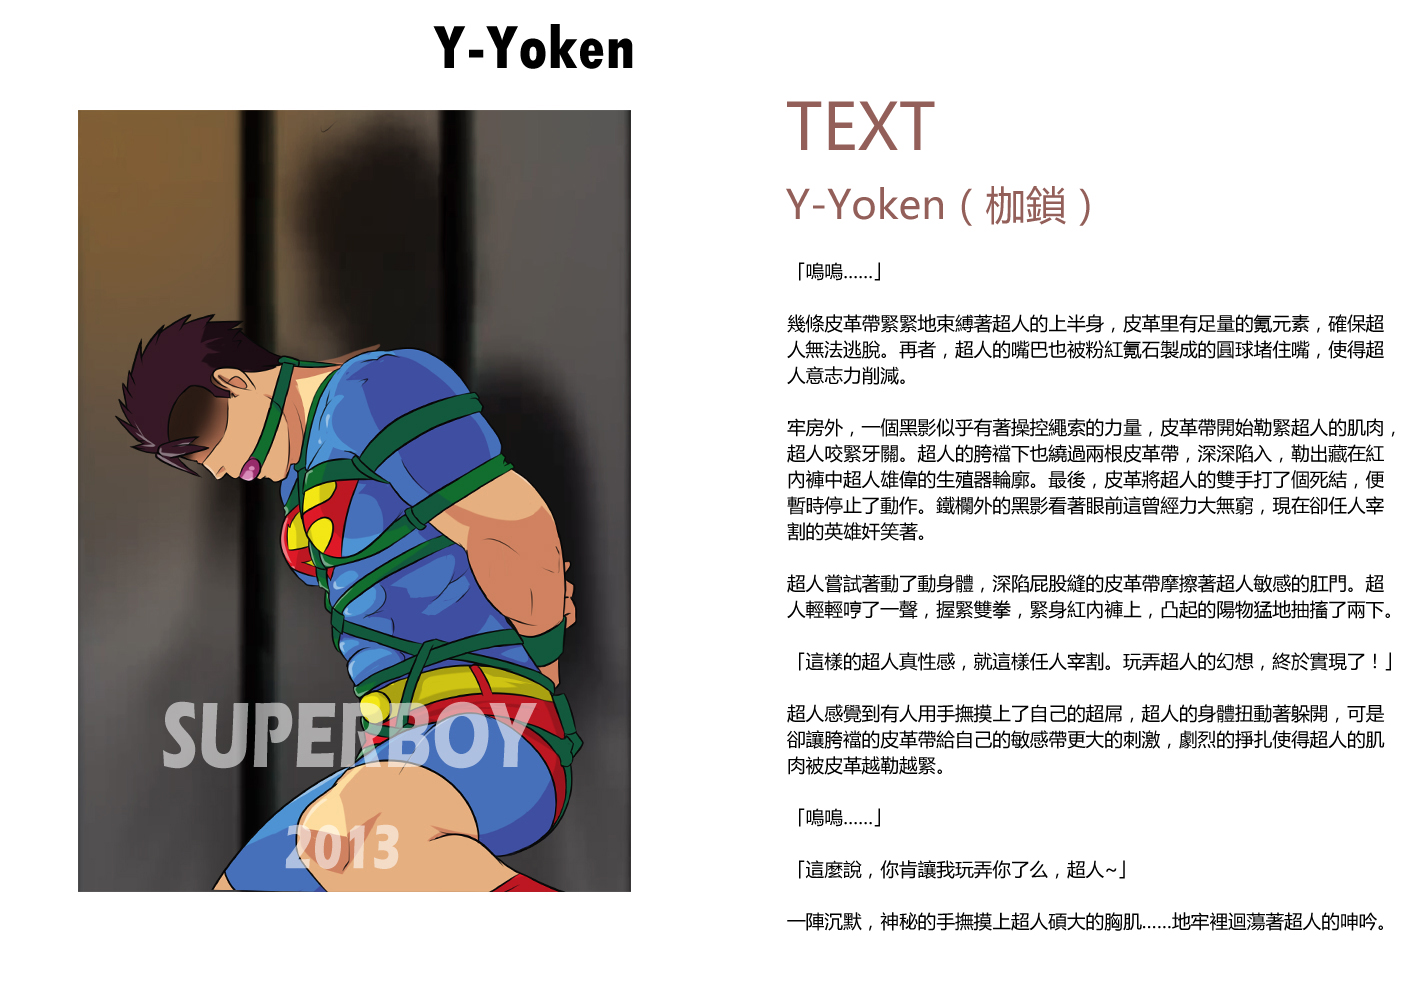 Y-Yoken
SUPERBOY
2013
TEXT
Y-Yoken（枷鎖）
「嗚嗚......」
幾條皮革帶緊緊地束縛著超人的上半身，皮革里有足量的氪元素，確保超
人無法逃脫。再者，超人的嘴巴也被粉紅氪石製成的圓球堵住嘴，使得超
人意志力削減。
牢房外，一個黑影似乎有著操控繩索的力量，皮革帶開始勒緊超人的肌肉，
超人咬緊牙關。超人的胯襠下也繞過兩根皮革帶，深深陷入，勒出藏在紅
內褲中超人雄偉的生殖器輪廓。最後，皮革將超人的雙手打了個死結，便
暫時停止了動作。鐵欄外的黑影看著眼前這曾經力大無窮，現在卻任人宰
割的英雄奸笑著。
超人嘗試著動了動身體，深陷屁股縫的皮革帶摩擦著超人敏感的肛門。超
人輕輕哼了一聲，握緊雙拳，緊身紅內褲上，凸起的陽物猛地抽搐了兩下。
「這樣的超人真性感，就這樣任人宰割。玩弄超人的幻想，終於實現了！」
超人感覺到有人用手撫摸上了自己的超屌，超人的身體扭動著躲開，可是
卻讓胯襠的皮革帶給自己的敏感帶更大的刺激，劇烈的掙扎使得超人的肌
肉被皮革越勒越緊。
「嗚嗚......」
「這麼說，你肯讓我玩弄你了么，超人~」
一陣沉默，神秘的手撫摸上超人碩大的胸肌......地牢裡迴蕩著超人的呻吟。